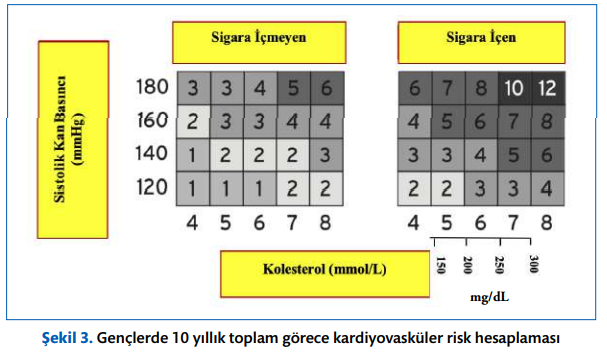 Sigara İçmeyen
Sigara İçen
Sistolik Kan Basıncı
(mmHg)
180 3 3 4 5 6 6 7 8 10 12
160 2 3 3 4 4 4 5 6 7 8
140 1 2 2 2 3 3 3 4 5 6
120 1 1 1 2 2 2 2 3 3 4
4 5 6 7 8 4 5 6 7 8
Kolesterol (mmol/L)
150 200 250 300
mg/dL
Şekil 3. Gençlerde 10 yıllık toplam görece kardiyovasküler risk hesaplaması